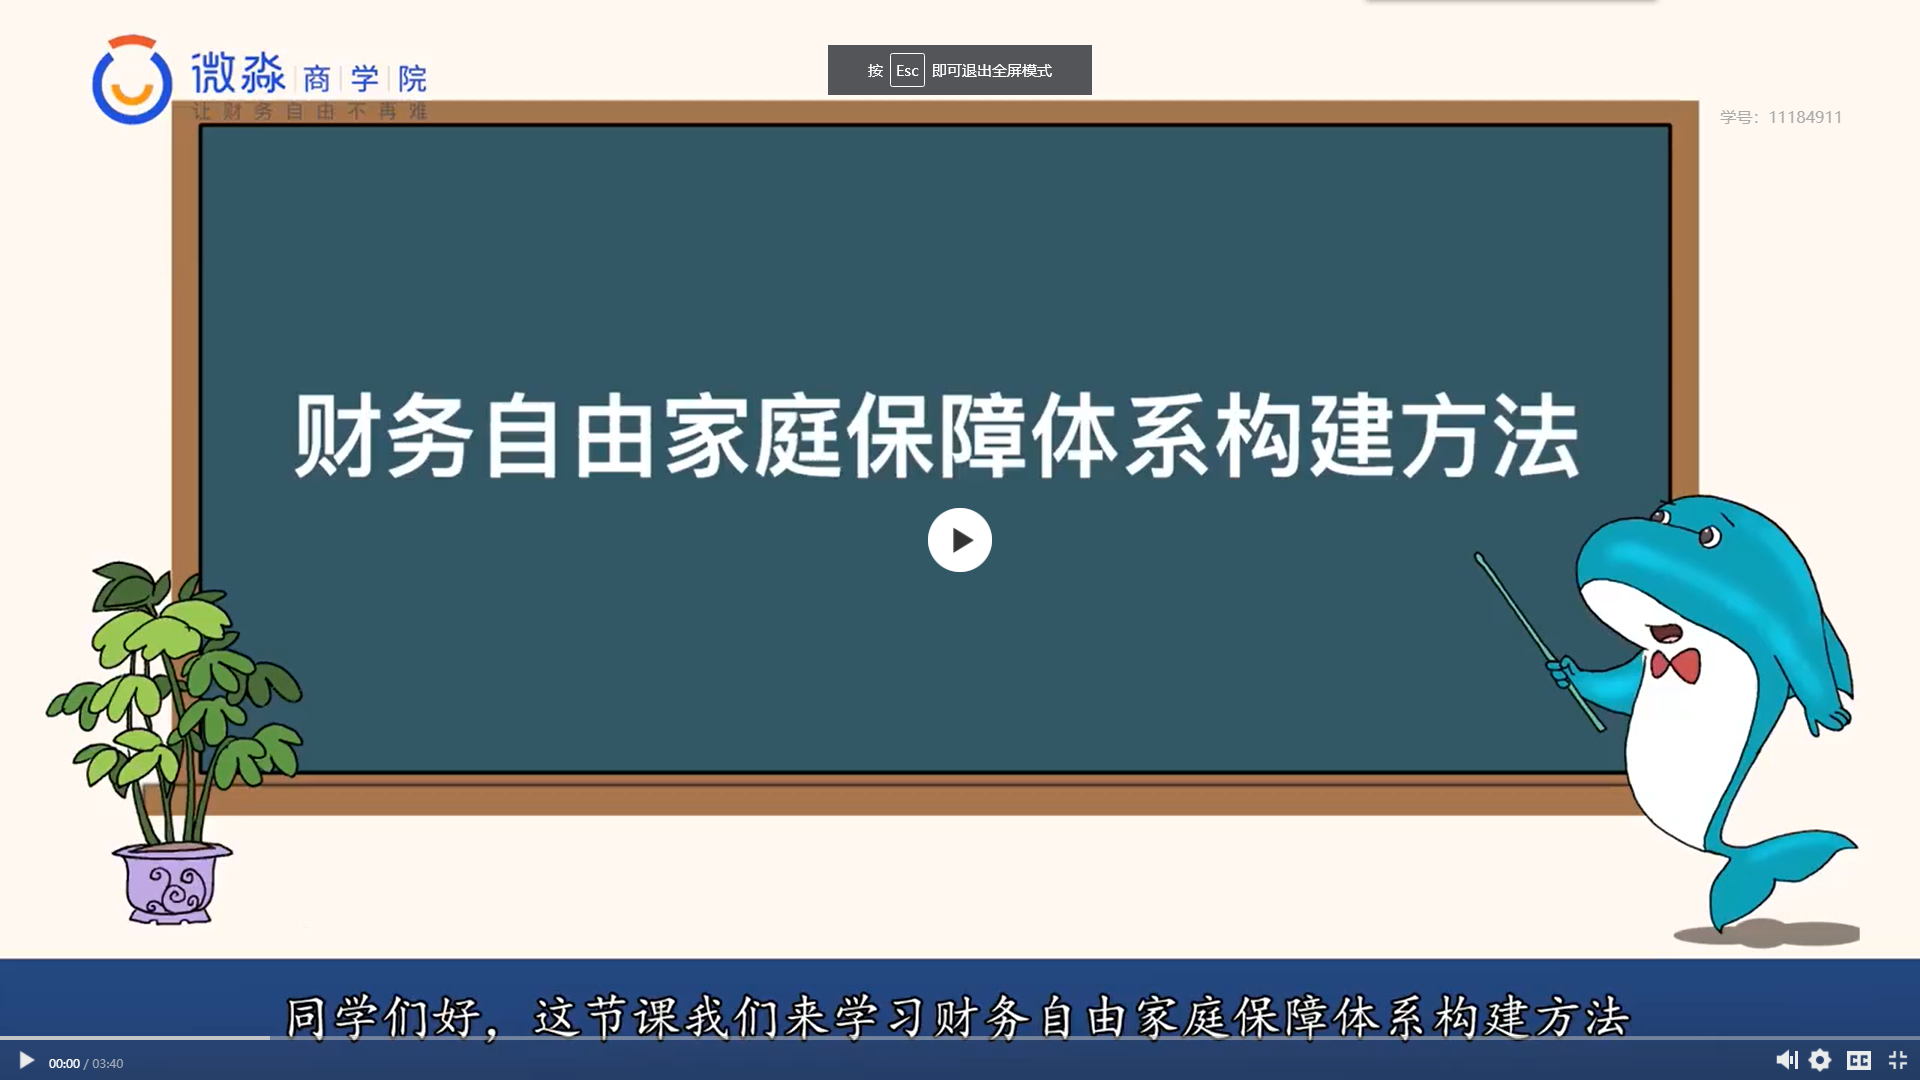 微淼 商 学 院
让财务自由不再难
按 Esc 即可退出全屏模式
学号：11184911
财务自由家庭保障体系构建方法
同学们好，这节课我们来学习财务自由家庭保障体系构建方法
00:00 / 03:40
CC